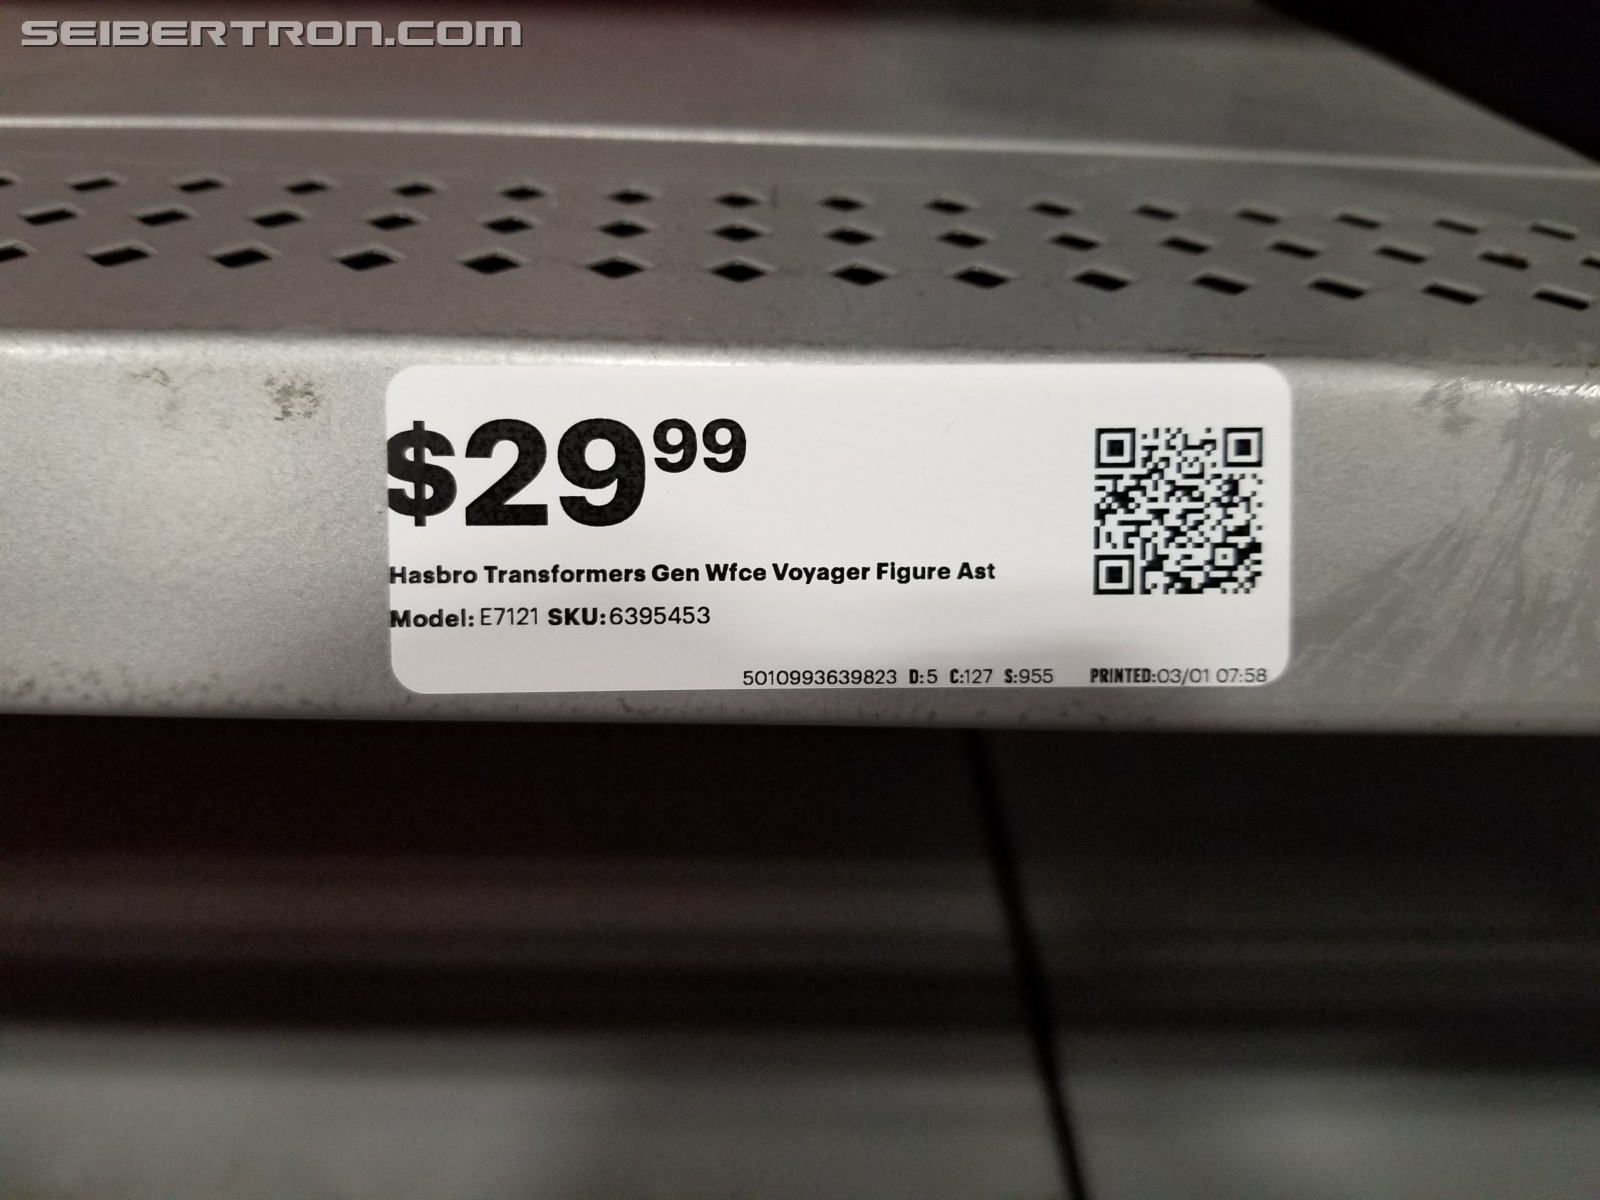 SEIBERTRON.COM
$29 99
Hasbro Transformers Gen Wfce Voyager Figure Ast
Model: E7121 SKU:6395453
5010993639823 D:5 C:127 S:955 PRINTED:03/01 07:58